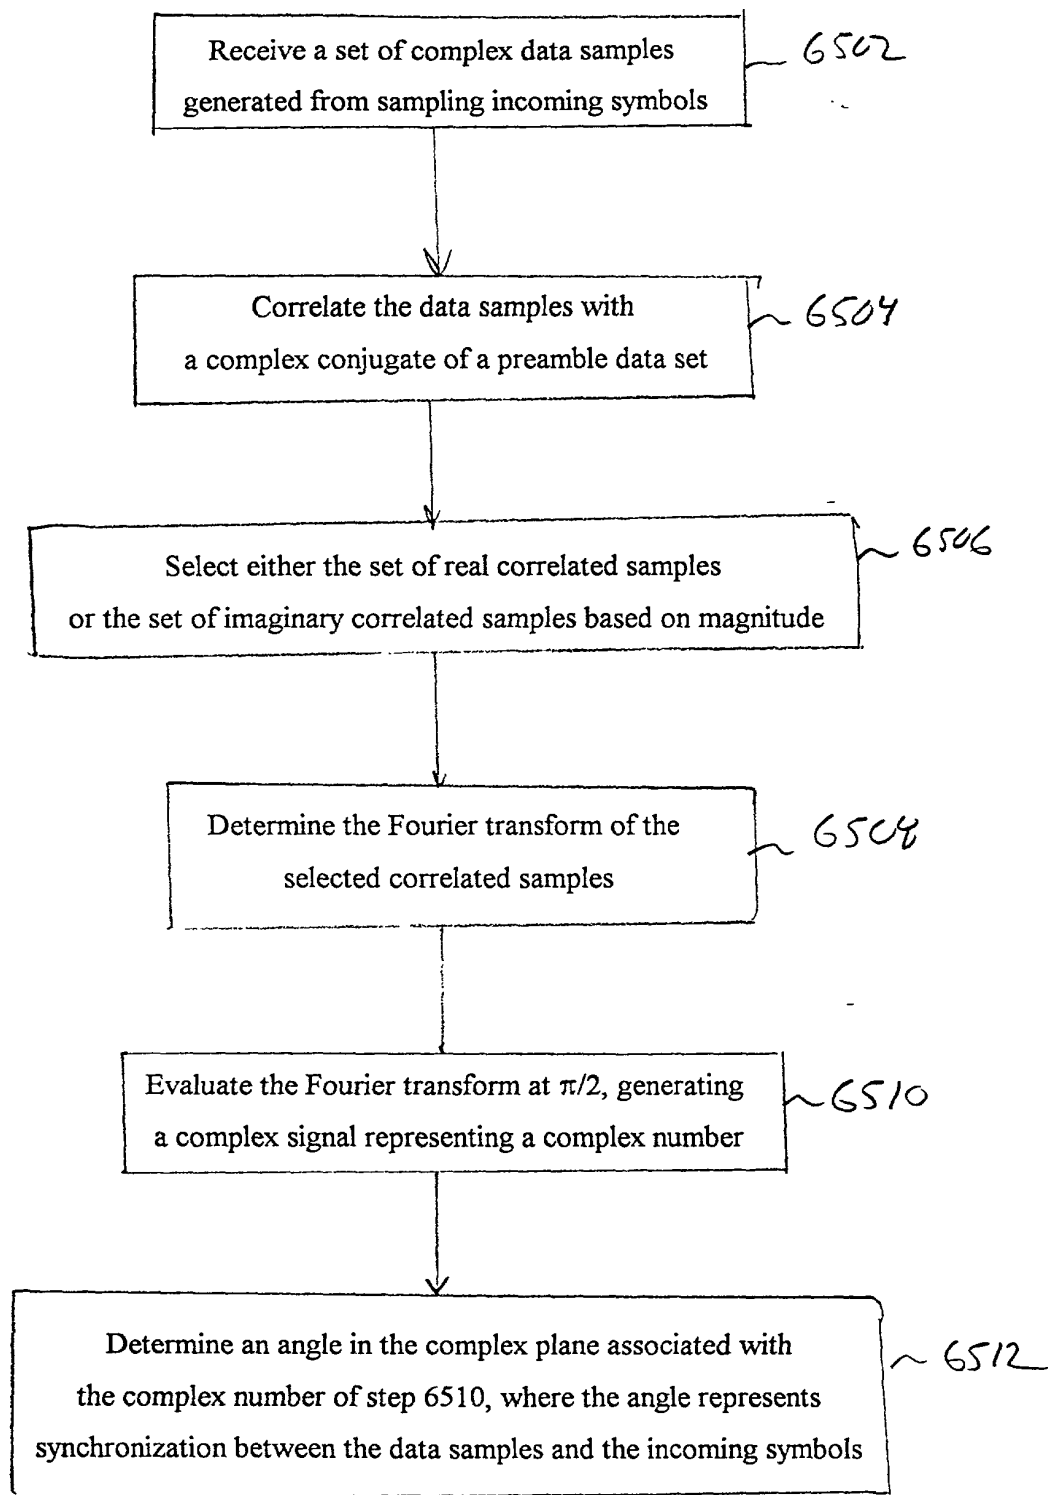 Receive a set of complex data samples
generated from sampling incoming symbols
6502
Correlate the data samples with
a complex conjugate of a preamble data set
6504
Select either the set of real correlated samples
or the set of imaginary correlated samples based on magnitude
6506
Determine the Fourier transform of the
selected correlated samples
6508
Evaluate the Fourier transform at π/2, generating
a complex signal representing a complex number
6510
Determine an angle in the complex plane associated with
the complex number of step 6510, where the angle represents
synchronization between the data samples and the incoming symbols
6512